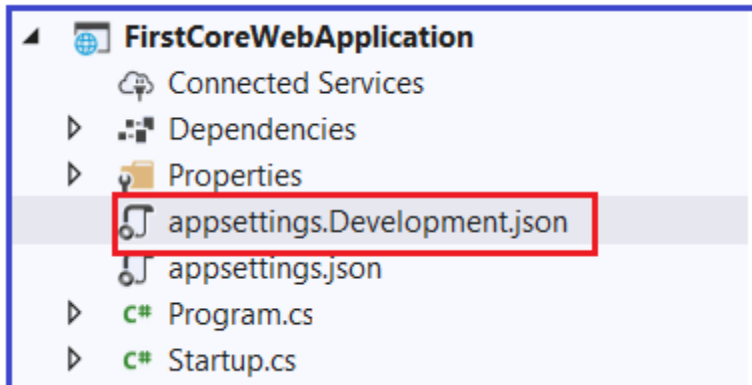 FirstCoreWebApplication
Connected Services
Dependencies
Properties
appsettings.Development.json
appsettings.json
C# Program.cs
C# Startup.cs